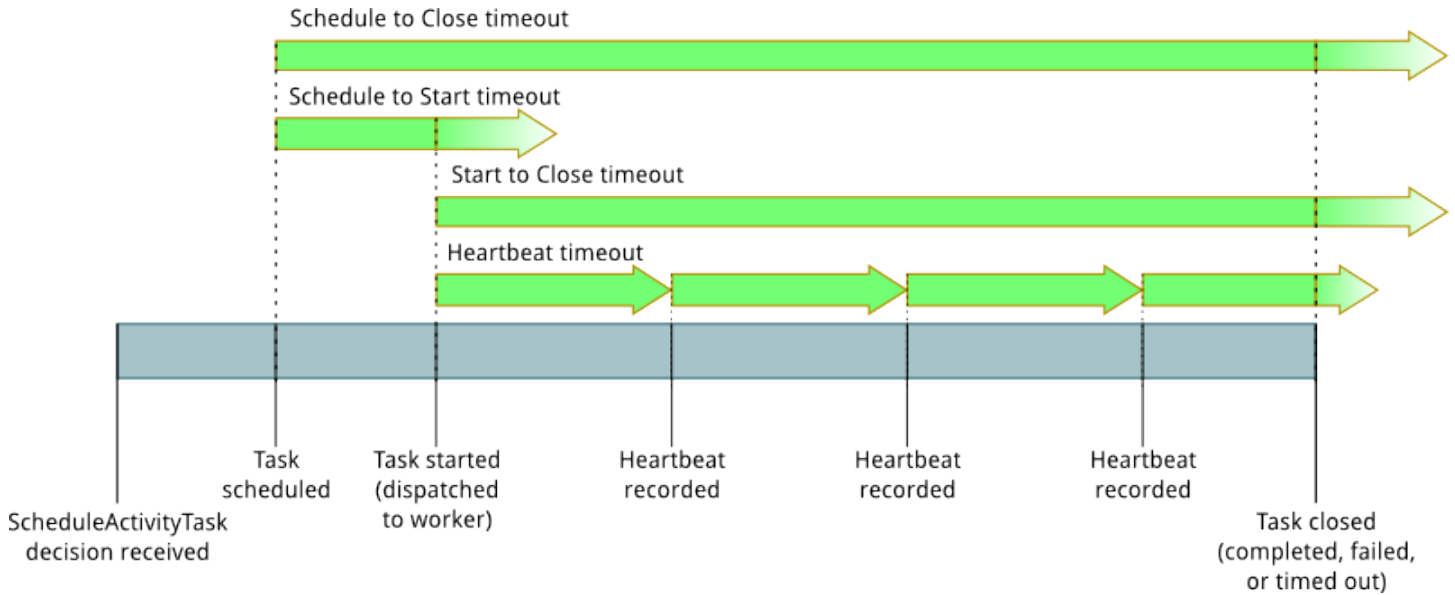 Schedule to Close timeout
Schedule to Start timeout
Start to Close timeout
Heartbeat timeout
ScheduleActivityTask
decision received
Task
scheduled
Task started
(dispatched
to worker)
Heartbeat
recorded
Heartbeat
recorded
Heartbeat
recorded
Task closed
(completed, failed,
or timed out)